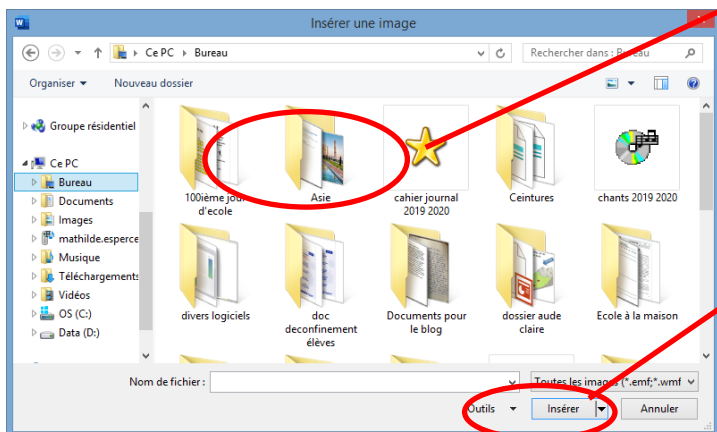 Insérer une image
Ce PC Bureau
Rechercher dans : Bureau
Organiser Nouveau dossier
Groupe résidentiel
Ce PC
Bureau
Documents
Images
mathilde.esperce
Musique
Téléchargements
Vidéos
OS (C:)
Data (D:)
100ième jour d'ecole
Asie
cahier journal 2019 2020
Ceintures
chants 2019 2020
divers logiciels
doc deconfinement élèves
Documents pour le blog
dossier aude claire
Ecole à la maison
Nom de fichier :
Toutes les images (*.emf;*.wmf
Outils Insérer Annuler